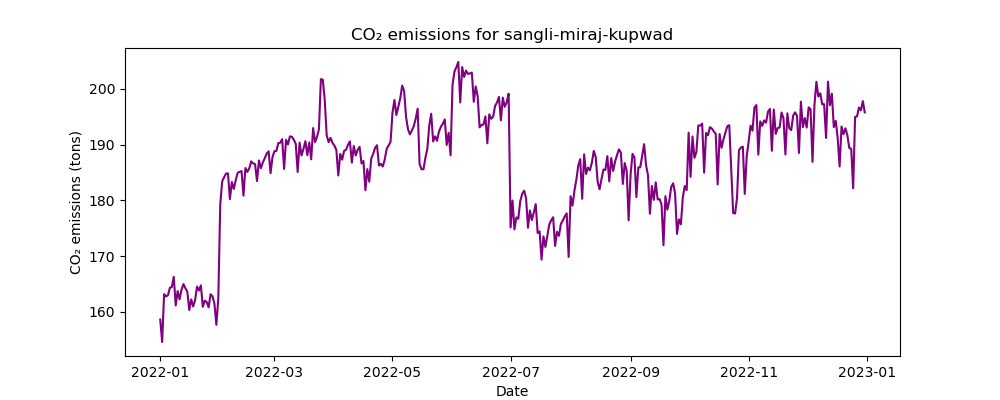 CO₂ emissions for sangli-miraj-kupwad
CO₂ emissions (tons)
200
190
180
170
160
2022-01 2022-03 2022-05 2022-07 2022-09 2022-11 2023-01
Date